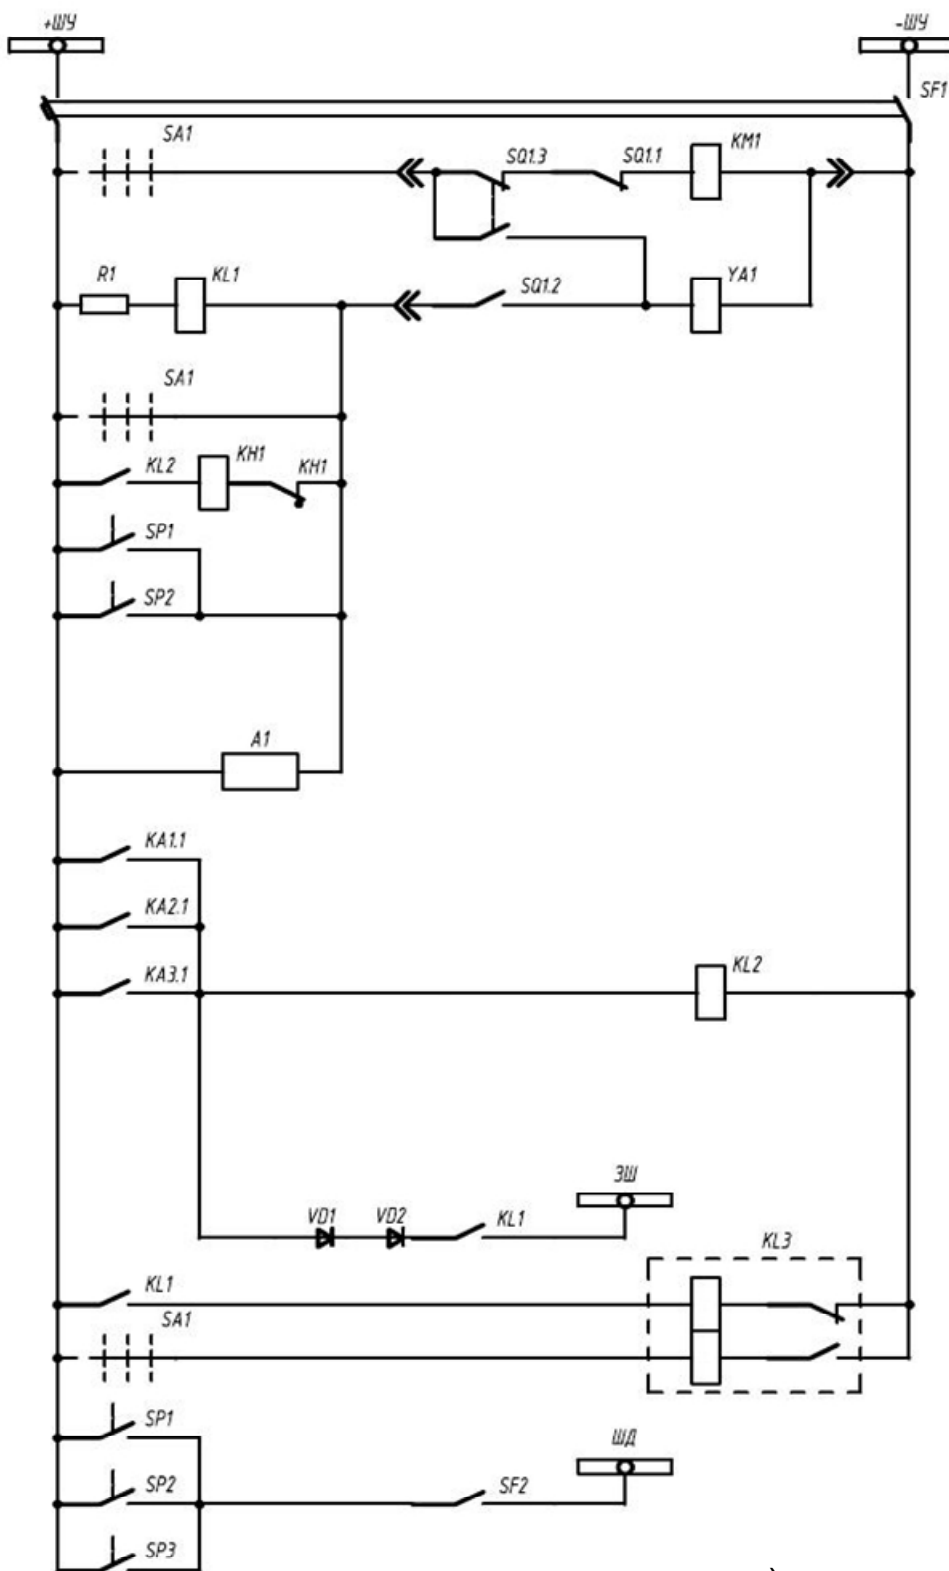 +ШУ -ШУ
SF1
SA1 SQ1.3 SQ1.1 KM1
R1 KL1 SQ1.2 YA1
SA1
KL2 KH1 KH1
SP1
SP2
A1
KA1.1
KA2.1
KA3.1 KL2
ЗШ
VD1 VD2 KL1
KL3
KL1
SA1
SP1
ШД
SP2 SF2
SP3
)